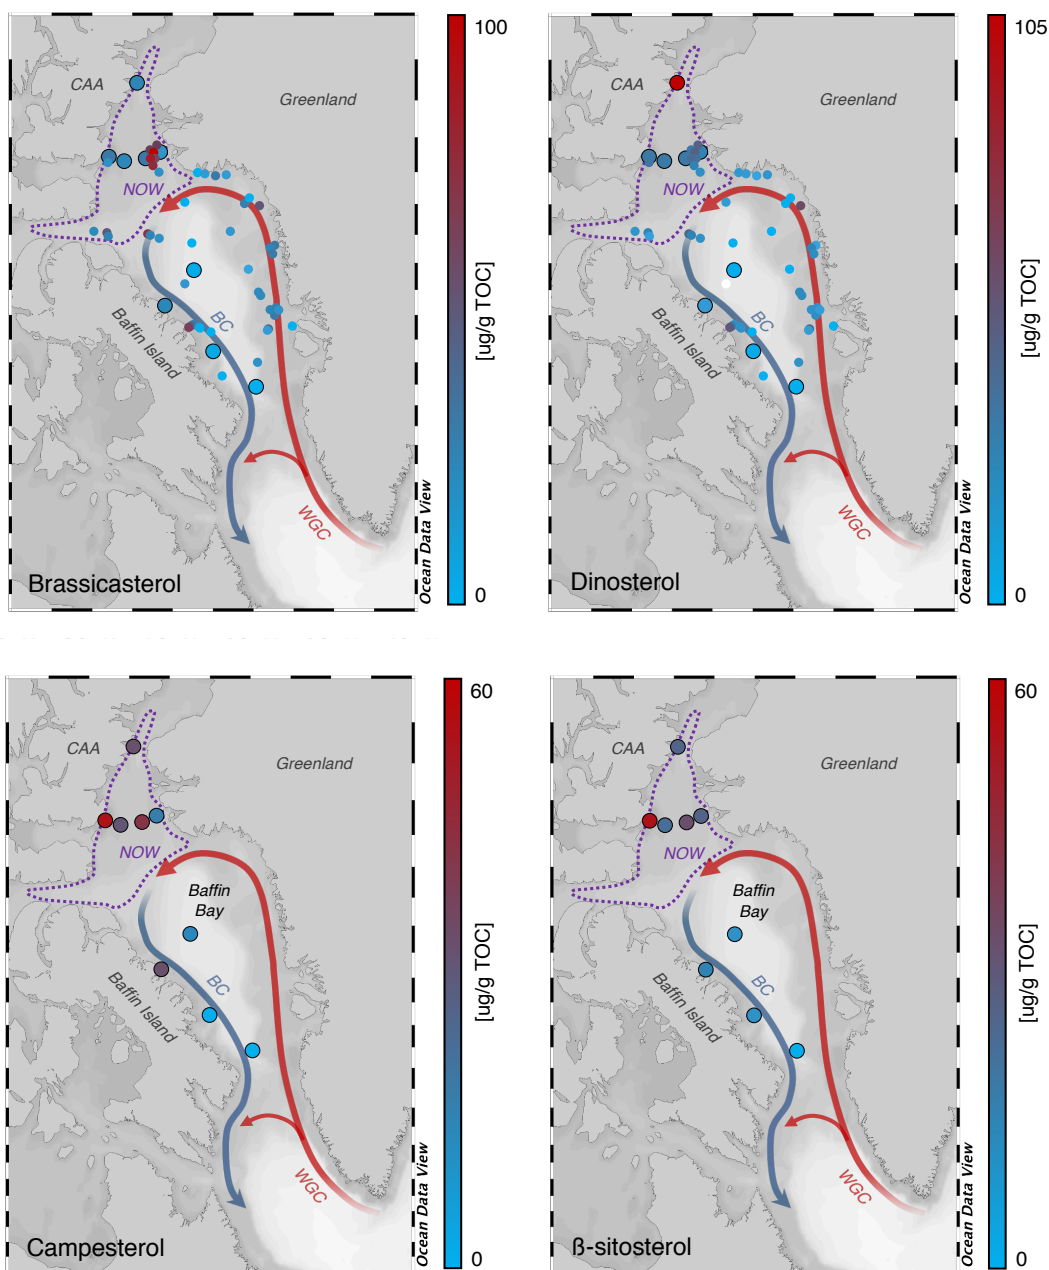 CAA
Greenland
NOW
BC
Baffin Island
WGC
Brassicasterol
Ocean Data View
100
[ug/g TOC]
0
CAA
Greenland
NOW
BC
Baffin Island
WGC
Dinosterol
Ocean Data View
105
[ug/g TOC]
0
CAA
Greenland
NOW
Baffin
Bay
BC
Baffin Island
WGC
Campesterol
Ocean Data View
60
[ug/g TOC]
0
CAA
Greenland
NOW
Baffin
Bay
BC
Baffin Island
WGC
ß-sitosterol
Ocean Data View
60
[ug/g TOC]
0